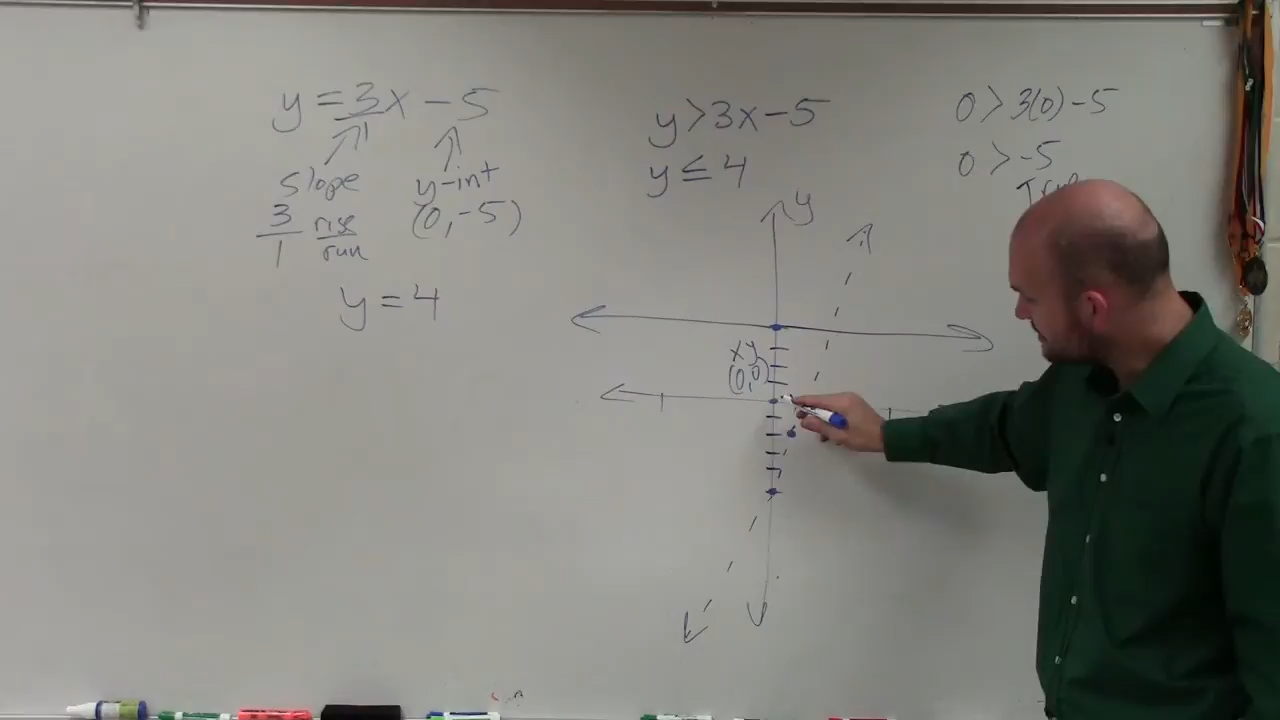 y = 3x - 5
1
slope y-int
3/1 rise/run (0, -5)
y = 4
y > 3x - 5
y ≤ 4
y
x y
(0, 0)
0 > 3(0) - 5
0 > -5